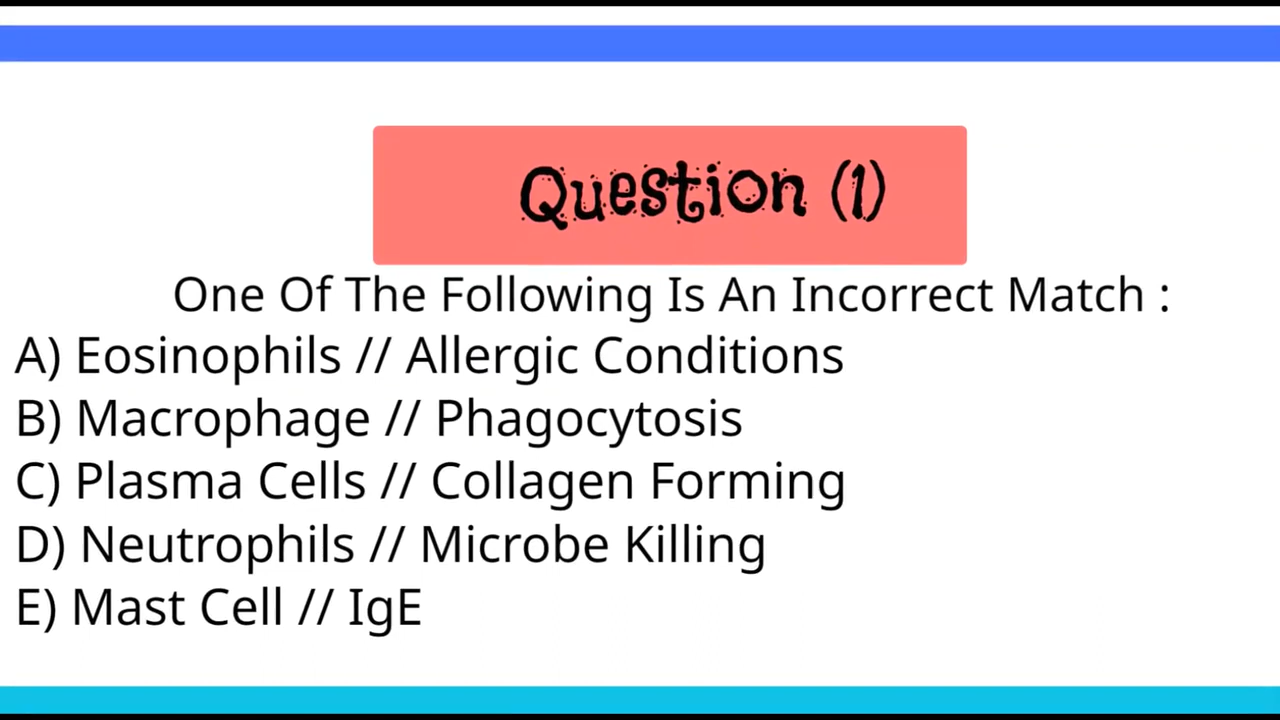 Question (1)
One Of The Following Is An Incorrect Match :
A) Eosinophils // Allergic Conditions
B) Macrophage // Phagocytosis
C) Plasma Cells // Collagen Forming
D) Neutrophils // Microbe Killing
E) Mast Cell // IgE